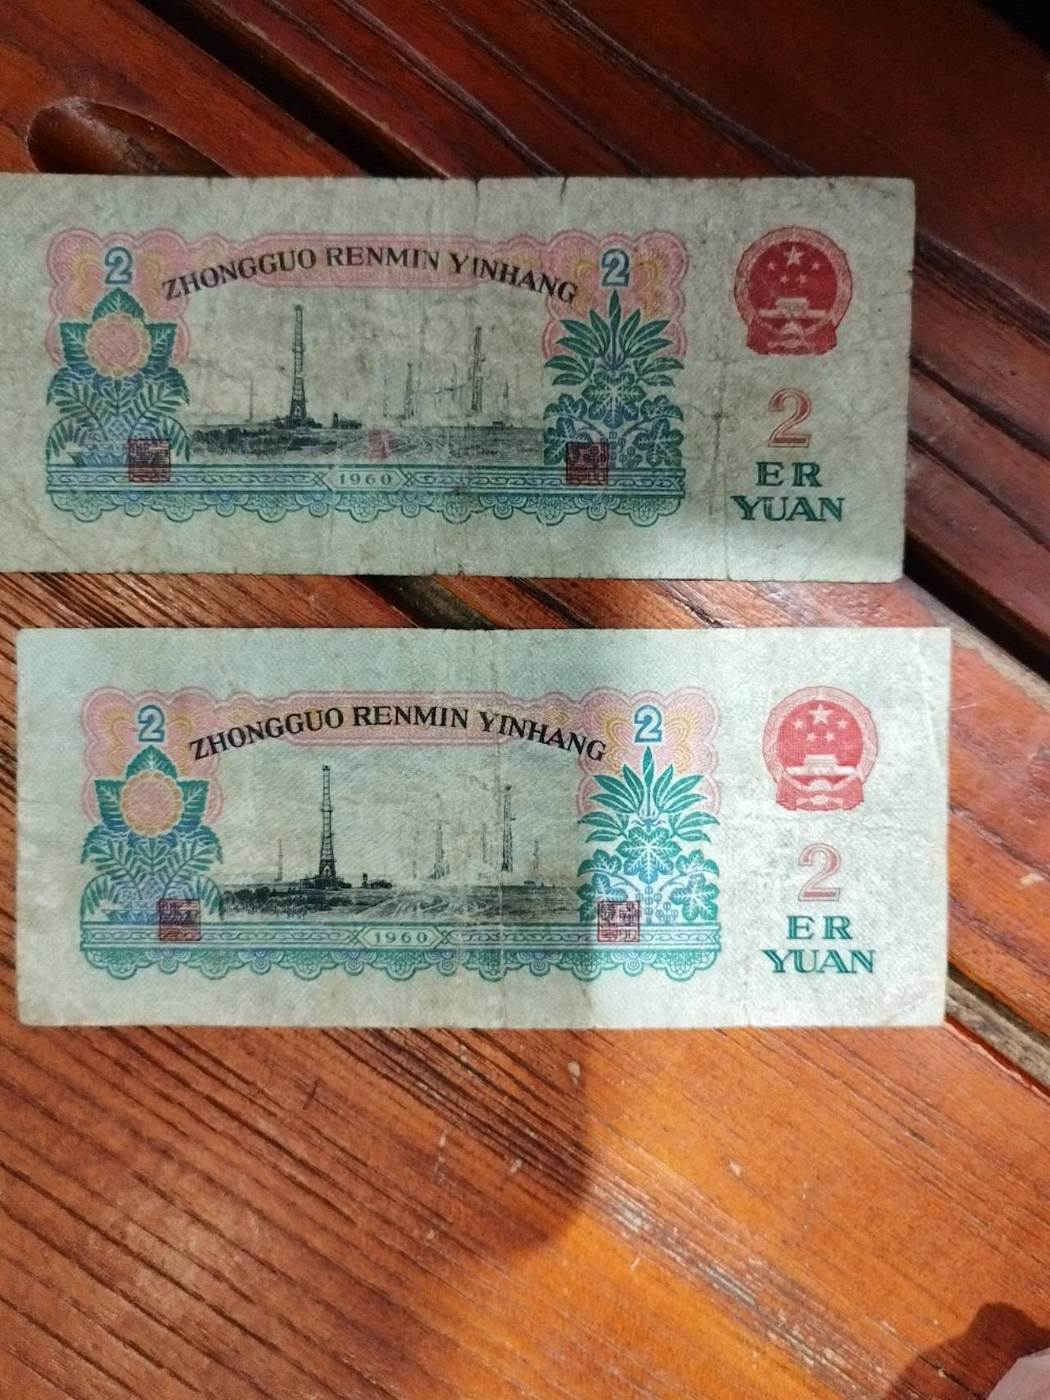 2 ZHONGGUO RENMIN YINHANG 2
2
ER
1960
YUAN
2 ZHONGGUO RENMIN YINHANG 2
2
ER
1960
YUAN